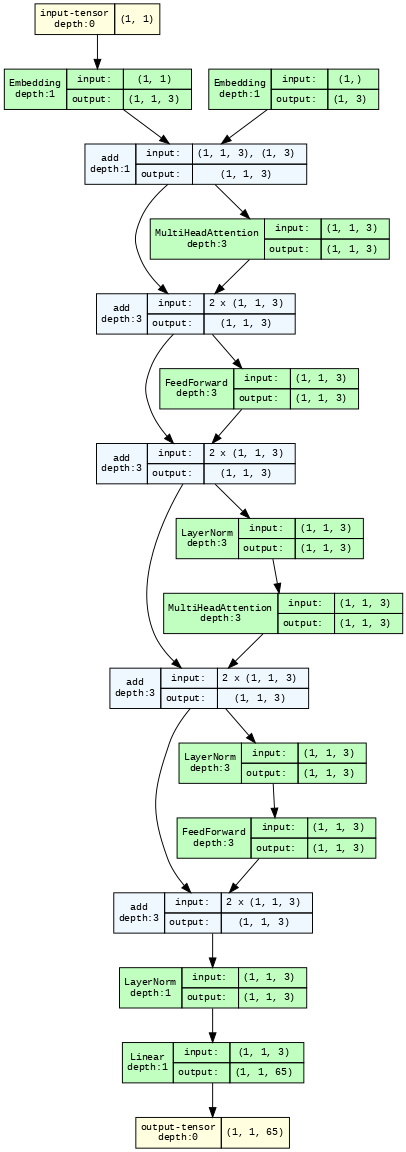 input-tensor
depth:0
(1, 1)
Embedding
depth:1
input:
(1, 1)
output:
(1, 1, 3)
Embedding
depth:1
input:
(1,)
output:
(1, 3)
add
depth:1
input:
(1, 1, 3), (1, 3)
output:
(1, 1, 3)
MultiHeadAttention
depth:3
input:
(1, 1, 3)
output:
(1, 1, 3)
add
depth:3
input:
2 x (1, 1, 3)
output:
(1, 1, 3)
FeedForward
depth:3
input:
(1, 1, 3)
output:
(1, 1, 3)
add
depth:3
input:
2 x (1, 1, 3)
output:
(1, 1, 3)
LayerNorm
depth:3
input:
(1, 1, 3)
output:
(1, 1, 3)
MultiHeadAttention
depth:3
input:
(1, 1, 3)
output:
(1, 1, 3)
add
depth:3
input:
2 x (1, 1, 3)
output:
(1, 1, 3)
LayerNorm
depth:3
input:
(1, 1, 3)
output:
(1, 1, 3)
FeedForward
depth:3
input:
(1, 1, 3)
output:
(1, 1, 3)
add
depth:3
input:
2 x (1, 1, 3)
output:
(1, 1, 3)
LayerNorm
depth:1
input:
(1, 1, 3)
output:
(1, 1, 3)
Linear
depth:1
input:
(1, 1, 3)
output:
(1, 1, 65)
output-tensor
depth:0
(1, 1, 65)